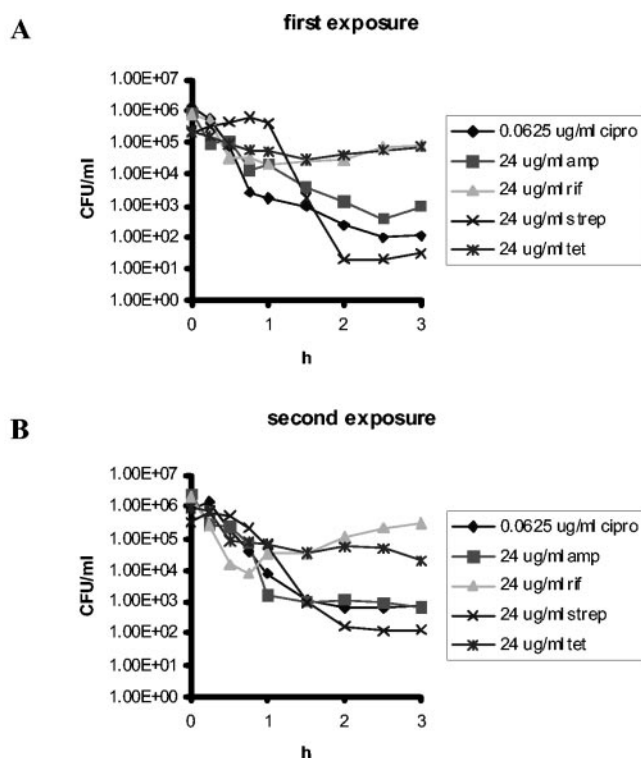 A
first exposure
1.00E+07
1.00E+06
1.00E+05
1.00E+04
1.00E+03
1.00E+02
1.00E+01
1.00E+00
CFU/ml
0 1 2 3
h
0.0625 ug/ml cipro
24 ug/ml amp
24 ug/ml rif
24 ug/ml strep
24 ug/ml tet
B
second exposure
1.00E+07
1.00E+06
1.00E+05
1.00E+04
1.00E+03
1.00E+02
1.00E+01
1.00E+00
CFU/ml
0 1 2 3
h
0.0625 ug/ml cipro
24 ug/ml amp
24 ug/ml rif
24 ug/ml strep
24 ug/ml tet